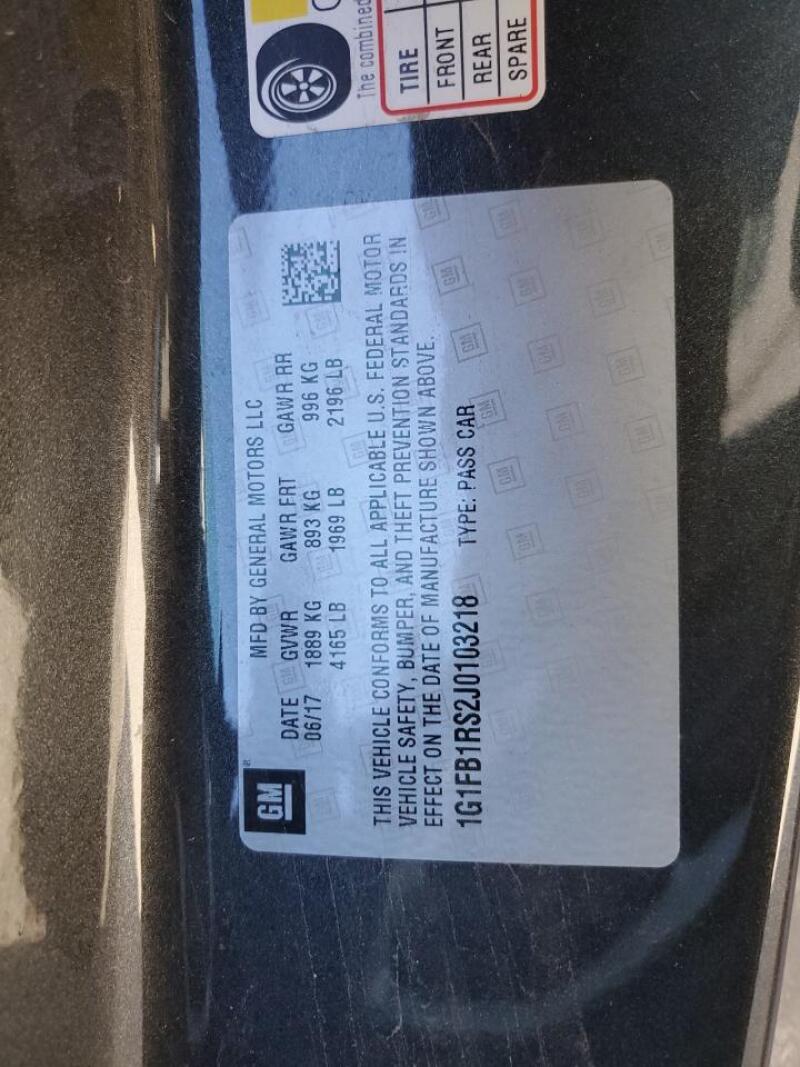 GM
MFD BY GENERAL MOTORS LLC
DATE GVWR GAWR FRT GAWR RR
06/17 1889 KG 893 KG 996 KG
4165 LB 1969 LB 2196 LB
THIS VEHICLE CONFORMS TO ALL APPLICABLE U.S. FEDERAL MOTOR
VEHICLE SAFETY, BUMPER, AND THEFT PREVENTION STANDARDS IN
EFFECT ON THE DATE OF MANUFACTURE SHOWN ABOVE.
1G1FB1RS2J0103218 TYPE: PASS CAR
The combined
TIRE
FRONT
REAR
SPARE